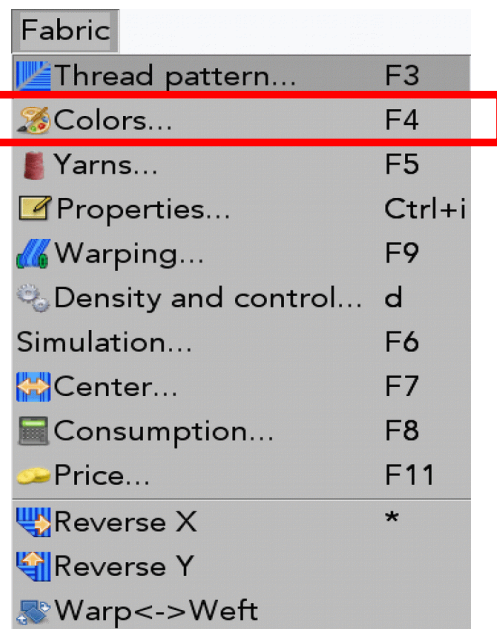 Fabric
Thread pattern... F3
Colors... F4
Yarns... F5
Properties... Ctrl+i
Warping... F9
Density and control... d
Simulation... F6
Center... F7
Consumption... F8
Price... F11
Reverse X *
Reverse Y
Warp<->Weft